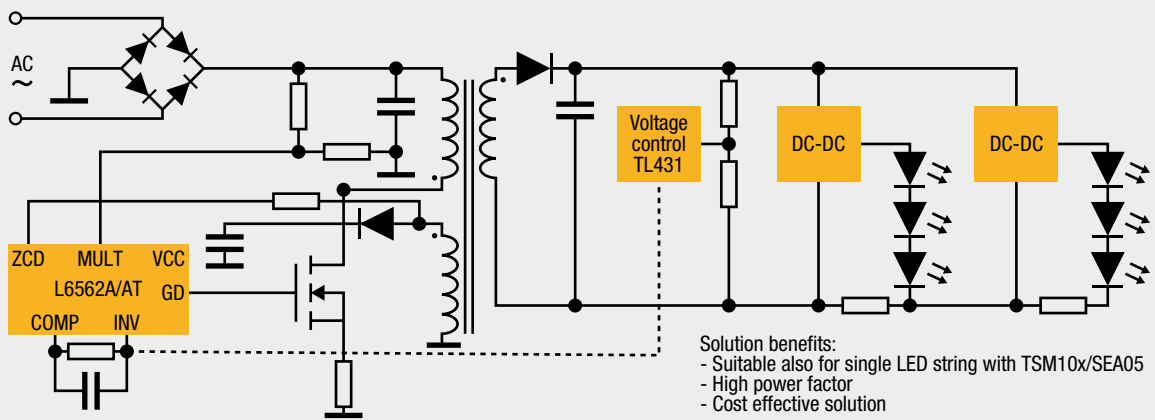 AC
~
Voltage
control
TL431
DC-DC
DC-DC
ZCD MULT VCC
L6562A/AT
GD
COMP INV
Solution benefits:
- Suitable also for single LED string with TSM10x/SEA05
- High power factor
- Cost effective solution